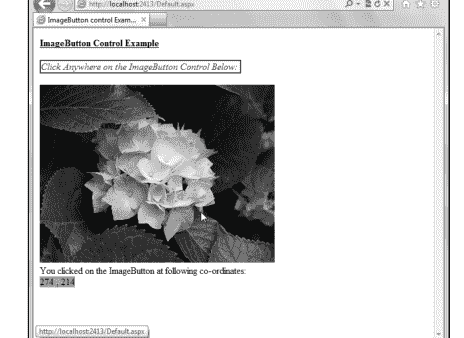 http://localhost:2413/Default.aspx
ImageButton control Exam...
ImageButton Control Example
Click Anywhere on the ImageButton Control Below:
You clicked on the ImageButton at following co-ordinates:
274 , 214
http://localhost:2413/Default.aspx